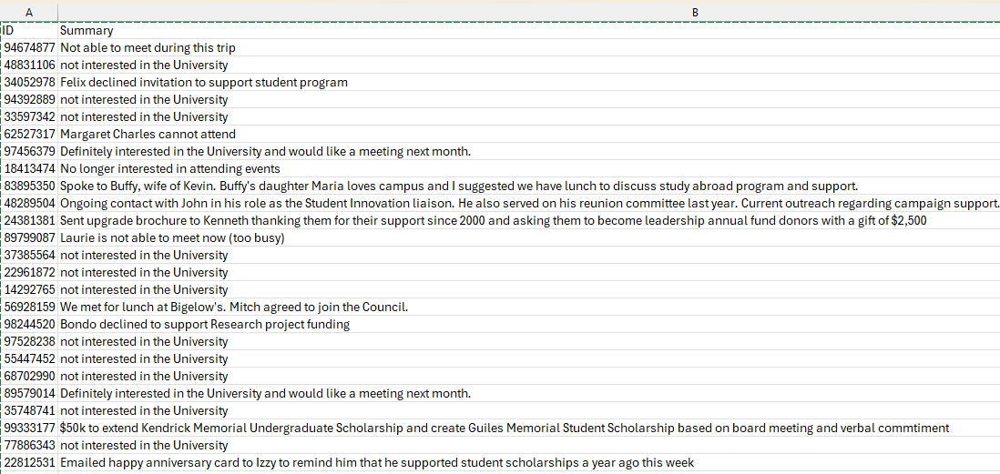 A B
ID Summary
94674877 Not able to meet during this trip
48831106 not interested in the University
34052978 Felix declined invitation to support student program
94392889 not interested in the University
33597342 not interested in the University
62527317 Margaret Charles cannot attend
97456379 Definitely interested in the University and would like a meeting next month.
18413474 No longer interested in attending events
83895350 Spoke to Buffy, wife of Kevin. Buffy's daughter Maria loves campus and I suggested we have lunch to discuss study abroad program and support.
48289504 Ongoing contact with John in his role as the Student Innovation liaison. He also served on his reunion committee last year. Current outreach regarding campaign support.
24381381 Sent upgrade brochure to Kenneth thanking them for their support since 2000 and asking them to become leadership annual fund donors with a gift of $2,500
89799087 Laurie is not able to meet now (too busy)
37385564 not interested in the University
22961872 not interested in the University
14292765 not interested in the University
56928159 We met for lunch at Bigelow's. Mitch agreed to join the Council.
98244520 Bondo declined to support Research project funding
97528238 not interested in the University
55447452 not interested in the University
68702990 not interested in the University
89579014 Definitely interested in the University and would like a meeting next month.
35748741 not interested in the University
99333177 $50k to extend Kendrick Memorial Undergraduate Scholarship and create Guiles Memorial Student Scholarship based on board meeting and verbal commtiment
77886343 not interested in the University
22812531 Emailed happy anniversary card to Izzy to remind him that he supported student scholarships a year ago this week